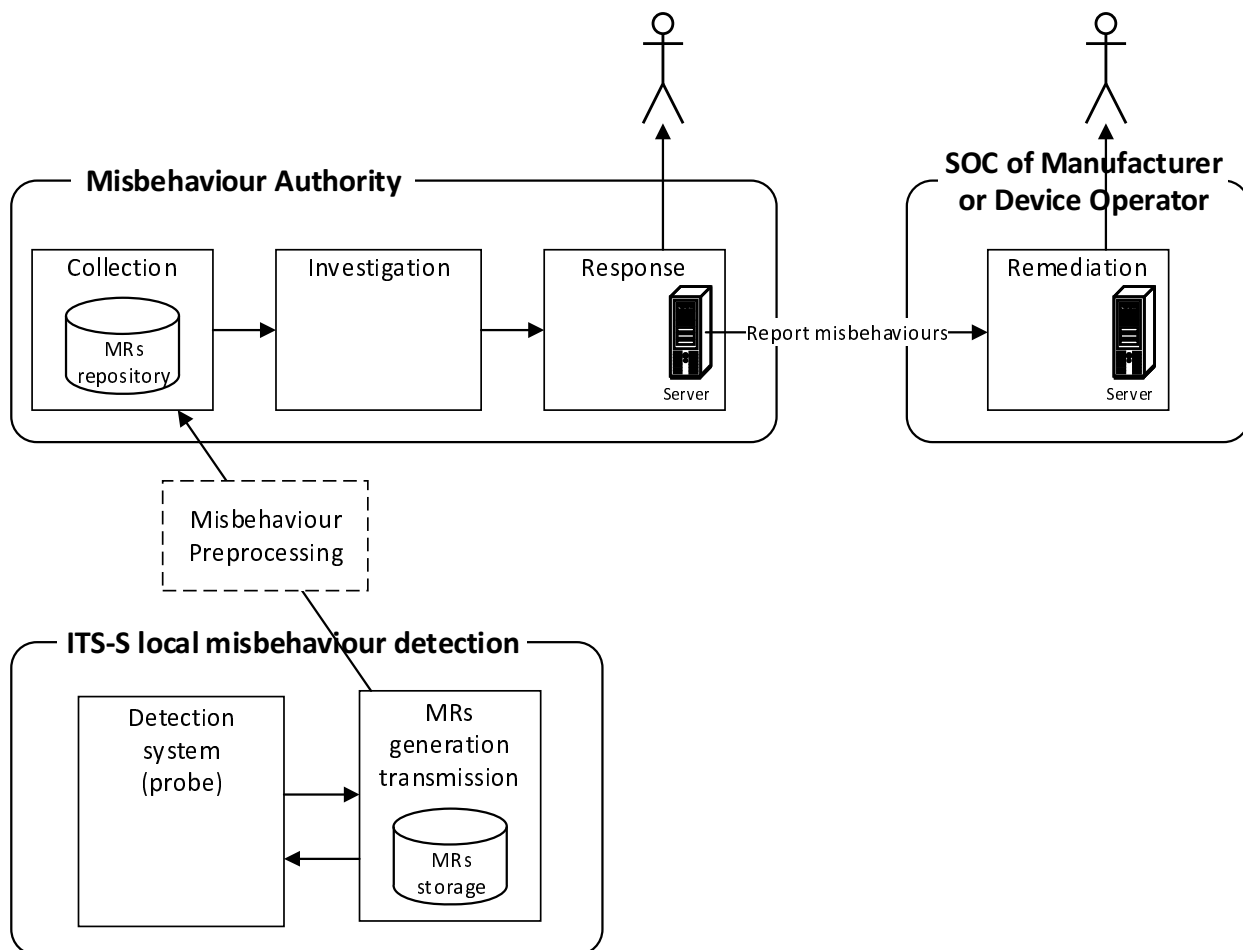 Misbehaviour Authority
SOC of Manufacturer
or Device Operator
Collection
MRs
repository
Investigation
Response
Server
Report misbehaviours
Remediation
Server
Misbehaviour
Preprocessing
ITS-S local misbehaviour detection
Detection
system
(probe)
MRs
generation
transmission
MRs
storage